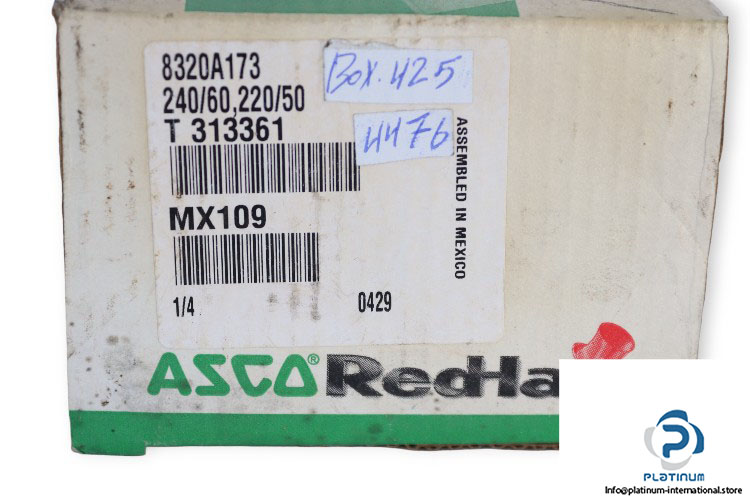 8320A173
240/60,220/50
T 313361
MX109
1/4 0429
ASSEMBLED IN MEXICO
Box.425
4476
ASCO® RedHa
PLATINUM
Info@platinum-international.store